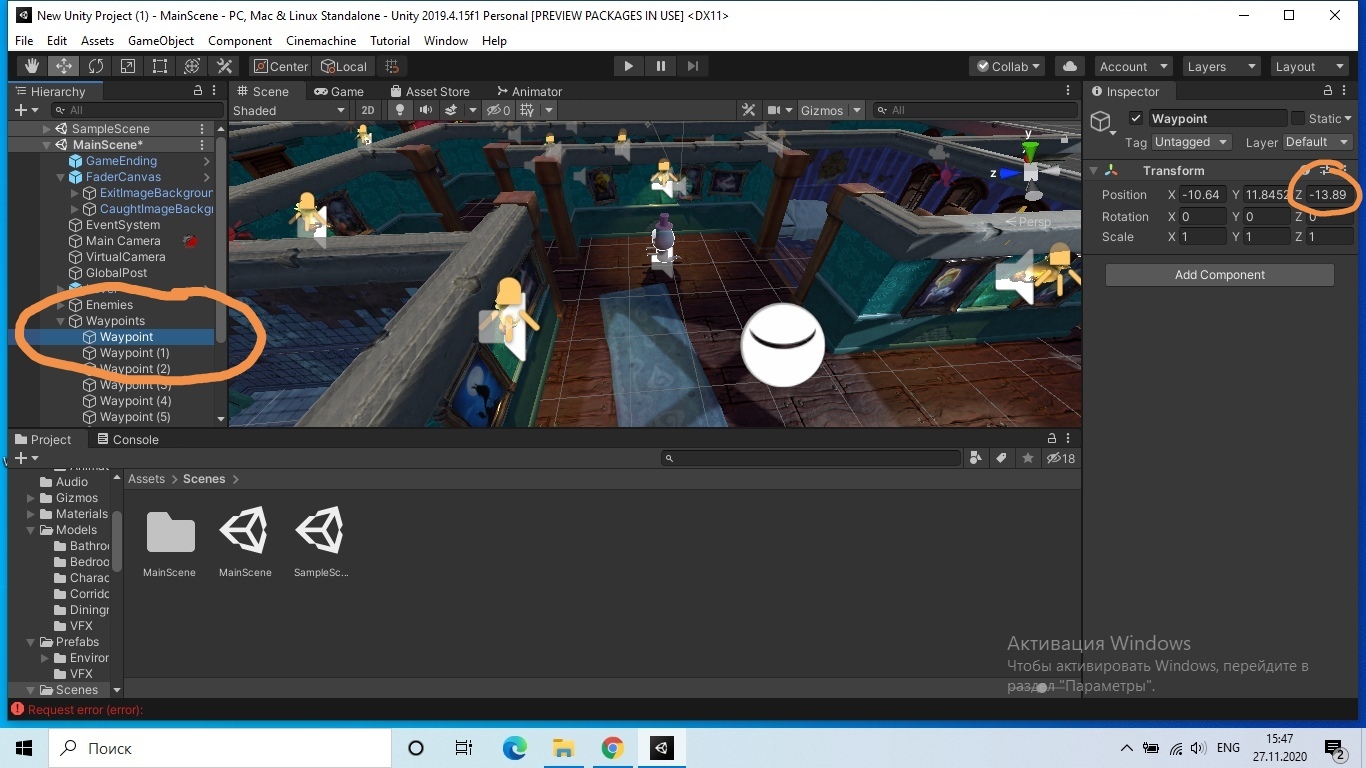 New Unity Project (1) - MainScene - PC, Mac & Linux Standalone - Unity 2019.4.15f1 Personal [PREVIEW PACKAGES IN USE] <DX11>
File Edit Assets GameObject Component Cinemachine Tutorial Window Help
Center Local Collab Account Layers Layout
Hierarchy
All
SampleScene
MainScene*
GameEnding
FaderCanvas
ExitImageBackgroun
CaughtImageBackg
EventSystem
Main Camera
VirtualCamera
GlobalPost
Enemies
Waypoints
Waypoint
Waypoint (1)
Waypoint (2)
Waypoint (3)
Waypoint (4)
Waypoint (5)
Scene Game Asset Store Animator
Shaded 2D 0 Gizmos All
y
z
Persp
Inspector
Waypoint Static
Tag Untagged Layer Default
Transform
Position X -10.64 Y 11.8452 Z -13.89
Rotation X 0 Y 0 Z 0
Scale X 1 Y 1 Z 1
Add Component
Project Console
18
Audio
Gizmos
Materials
Models
Bathro
Bedroo
Charac
Corrido
Diningr
VFX
Prefabs
Enviror
VFX
Scenes
Assets > Scenes >
MainScene MainScene SampleSc...
Активация Windows
Чтобы активировать Windows, перейдите в
раздел "Параметры".
Request error (error):
Поиск
ENG
15:47
27.11.2020
2